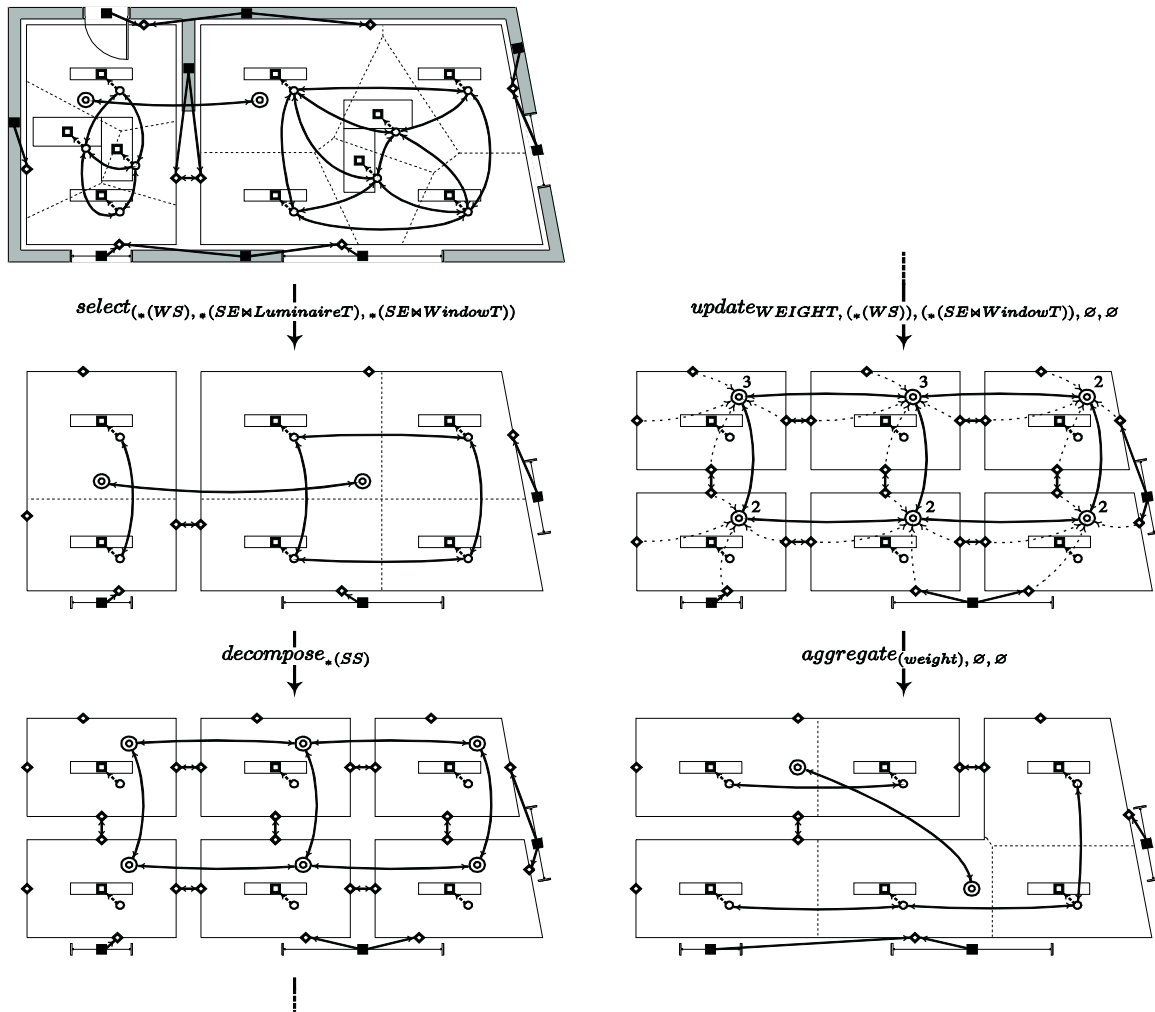 select(*(WS), *(SE⋈LuminaireT), *(SE⋈WindowT))
decompose*(SS)
updateWEIGHT, (*(WS)), (*(SE⋈WindowT)), ∅, ∅
3 3 2
2 2 2
aggregate(weight), ∅, ∅